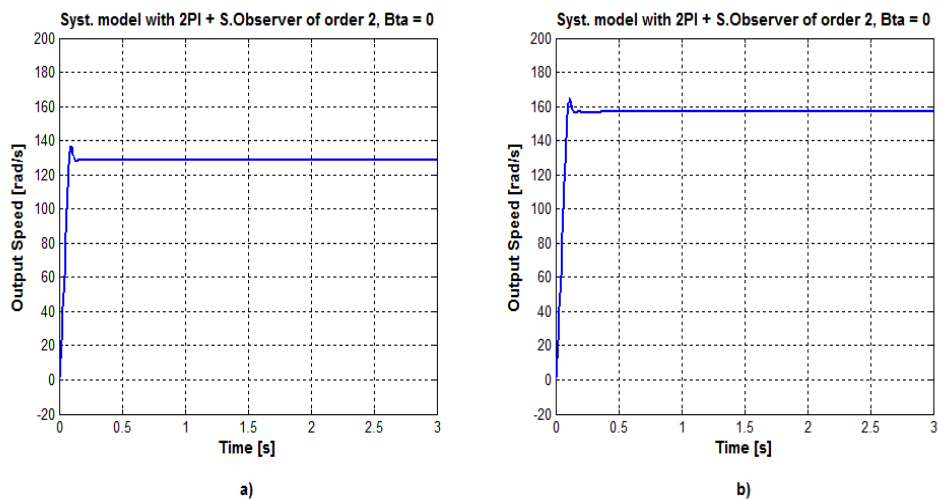 Syst. model with 2PI + S.Observer of order 2, Bta = 0
200
180
160
140
120
100
80
60
40
20
0
-20
Output Speed [rad/s]
0 0.5 1 1.5 2 2.5 3
Time [s]
a)
Syst. model with 2PI + S.Observer of order 2, Bta = 0
200
180
160
140
120
100
80
60
40
20
0
-20
Output Speed [rad/s]
0 0.5 1 1.5 2 2.5 3
Time [s]
b)